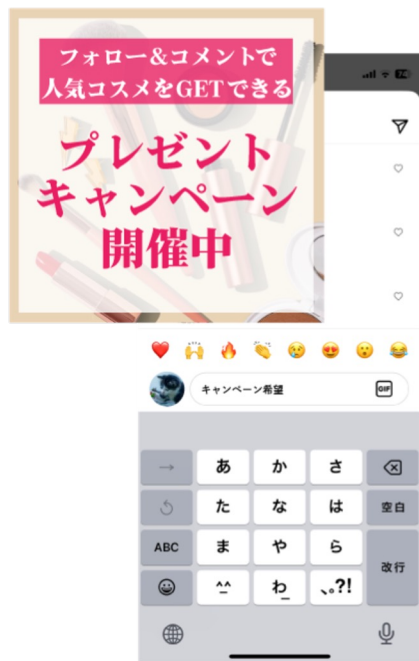 フォロー&コメントで
人気コスメをGETできる
プレゼント
キャンペーン
開催中
74
キャンペーン希望
GIF
→ あ か さ
た な は 空白
ABC ま や ら
改行
^_^ わ_ 、。?!